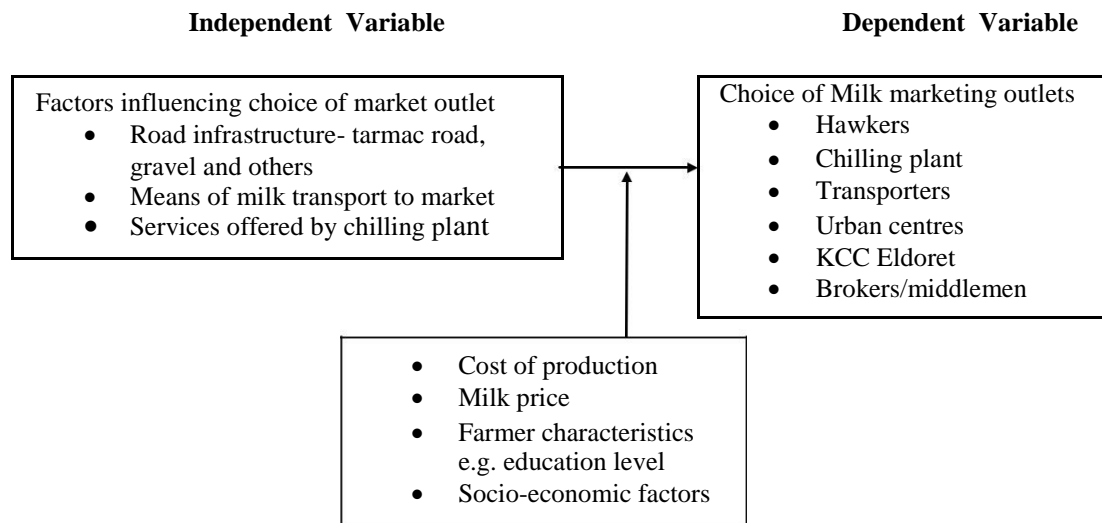 Independent Variable
Dependent Variable
Factors influencing choice of market outlet
• Road infrastructure- tarmac road,
gravel and others
• Means of milk transport to market
• Services offered by chilling plant
Choice of Milk marketing outlets
• Hawkers
• Chilling plant
• Transporters
• Urban centres
• KCC Eldoret
• Brokers/middlemen
• Cost of production
• Milk price
• Farmer characteristics
e.g. education level
• Socio-economic factors